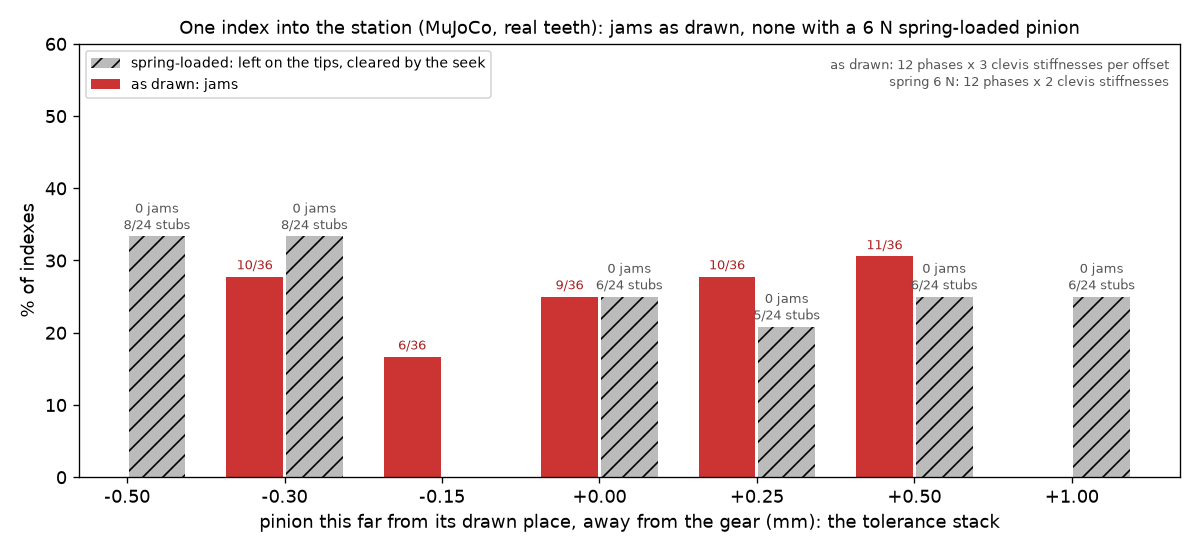 One index into the station (MuJoCo, real teeth): jams as drawn, none with a 6 N spring-loaded pinion
spring-loaded: left on the tips, cleared by the seek
as drawn: jams
as drawn: 12 phases x 3 clevis stiffnesses per offset
spring 6 N: 12 phases x 2 clevis stiffnesses
% of indexes
60
50
40
30
20
10
0
0 jams
8/24 stubs
10/36
0 jams
8/24 stubs
6/36
9/36
0 jams
6/24 stubs
10/36
0 jams
5/24 stubs
11/36
0 jams
6/24 stubs
0 jams
6/24 stubs
-0.50
-0.30
-0.15
+0.00
+0.25
+0.50
+1.00
pinion this far from its drawn place, away from the gear (mm): the tolerance stack